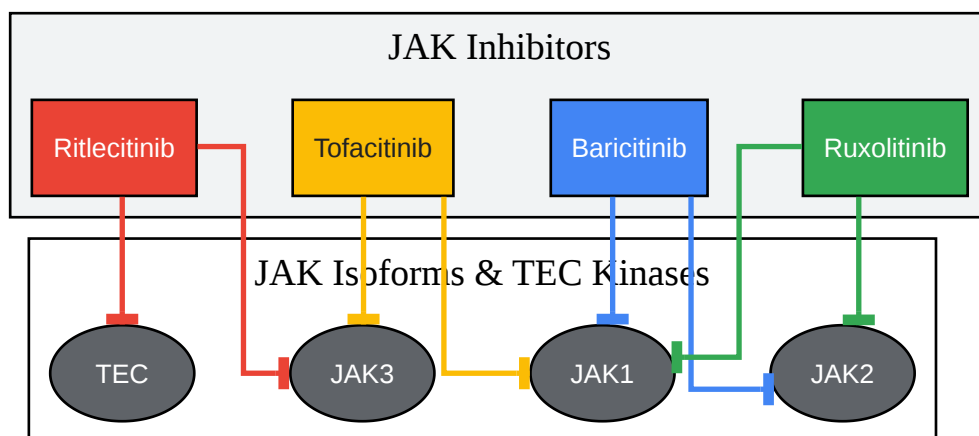 JAK Inhibitors
Ritlecitinib
Tofacitinib
Baricitinib
Ruxolitinib
JAK Isoforms & TEC Kinases
TEC
JAK3
JAK1
JAK2